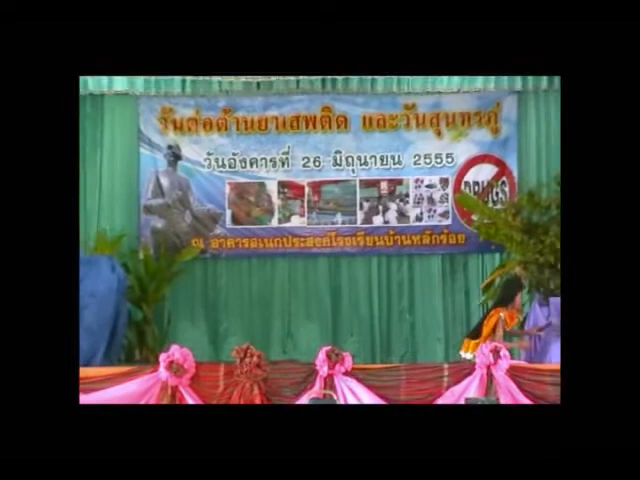 วันต่อต้านยาเสพติด และวันสุนทรภู่
วันอังคารที่ 26 มิถุนายน 2555
DRUGS
ณ อาคารอเนกประสงค์โรงเรียนบ้านหลักร้อย